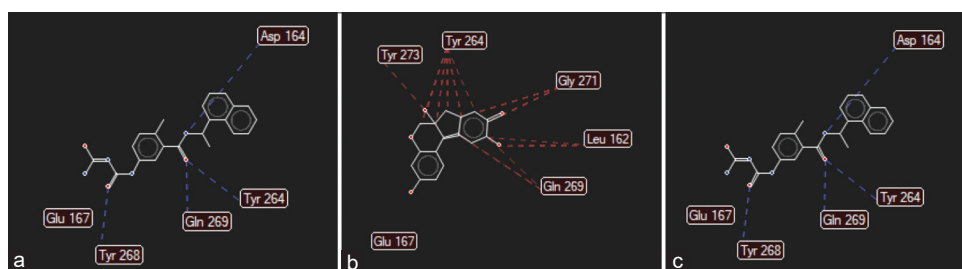 Asp 164
Glu 167
Tyr 268
Gln 269
Tyr 264
a
Tyr 273
Tyr 264
Gly 271
Leu 162
Gln 269
Glu 167
b
Asp 164
Glu 167
Tyr 268
Gln 269
Tyr 264
c